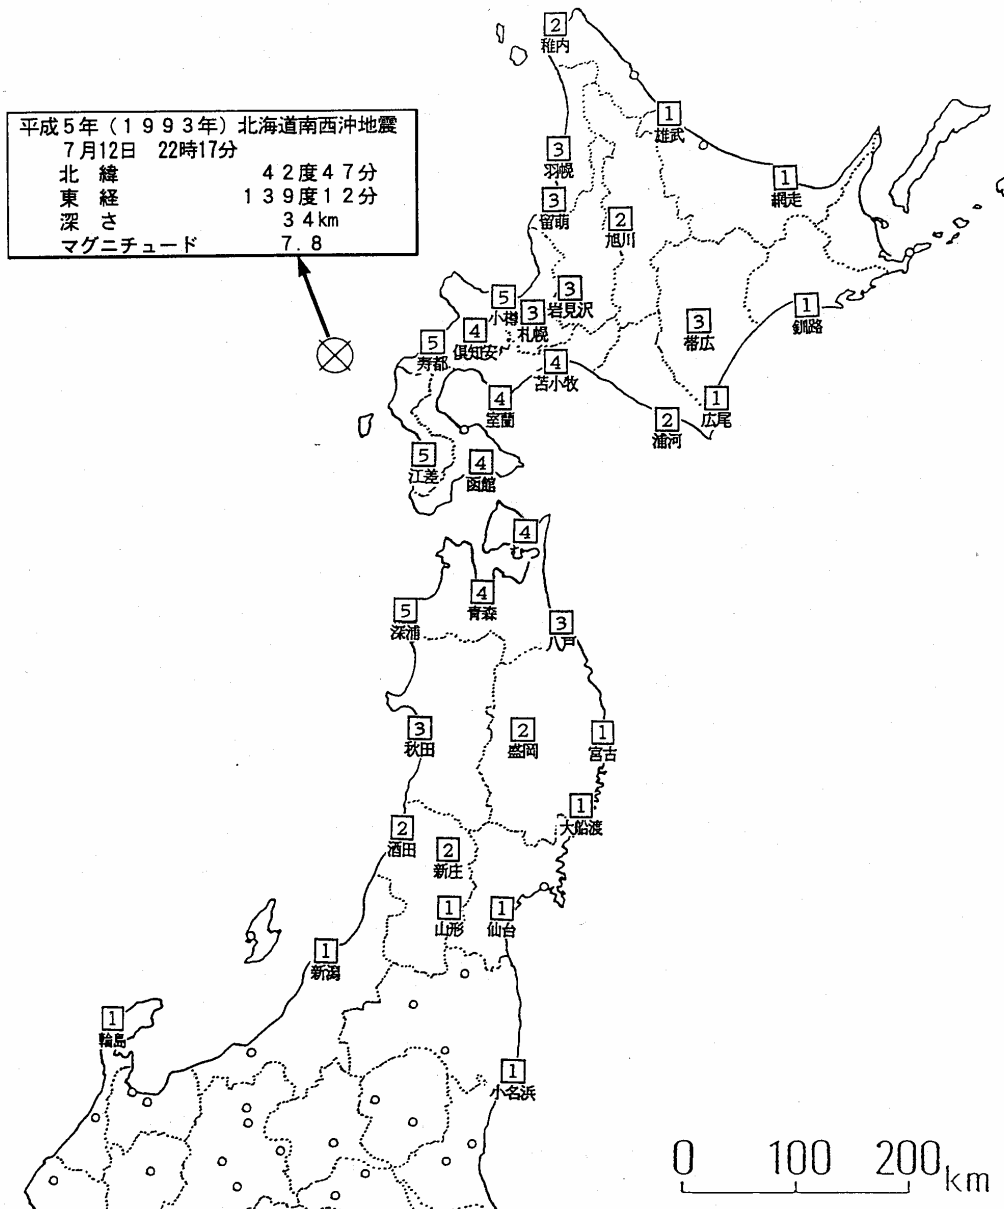 平成5年(1993年)北海道南西沖地震
7月12日 22時17分
北緯 42度47分
東経 139度12分
深さ 34km
マグニチュード 7.8
2
稚内
1
雄武
3
羽幌
1
網走
3
留萌
2
旭川
5
小樽
3
岩見沢
3
札幌
1
釧路
4
倶知安
3
帯広
5
寿都
4
苫小牧
4
室蘭
1
広尾
2
浦河
5
江差
4
函館
4
むつ
4
青森
5
深浦
3
八戸
3
秋田
2
盛岡
1
宮古
1
大船渡
2
酒田
2
新庄
1
山形
1
仙台
1
新潟
1
輪島
1
小名浜
0 100 200km